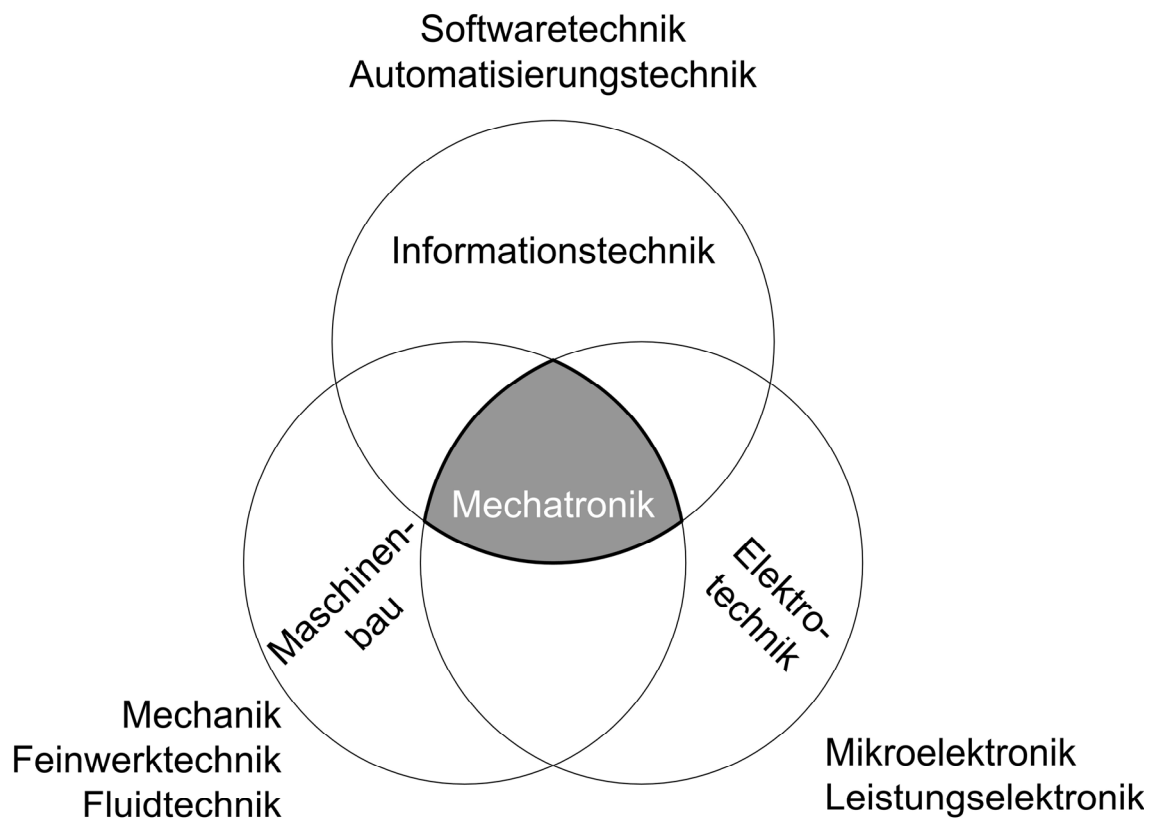 Softwaretechnik
Automatisierungstechnik
Informationstechnik
Mechatronik
Maschinen-
bau
Elektro-
technik
Mechanik
Feinwerktechnik
Fluidtechnik
Mikroelektronik
Leistungselektronik